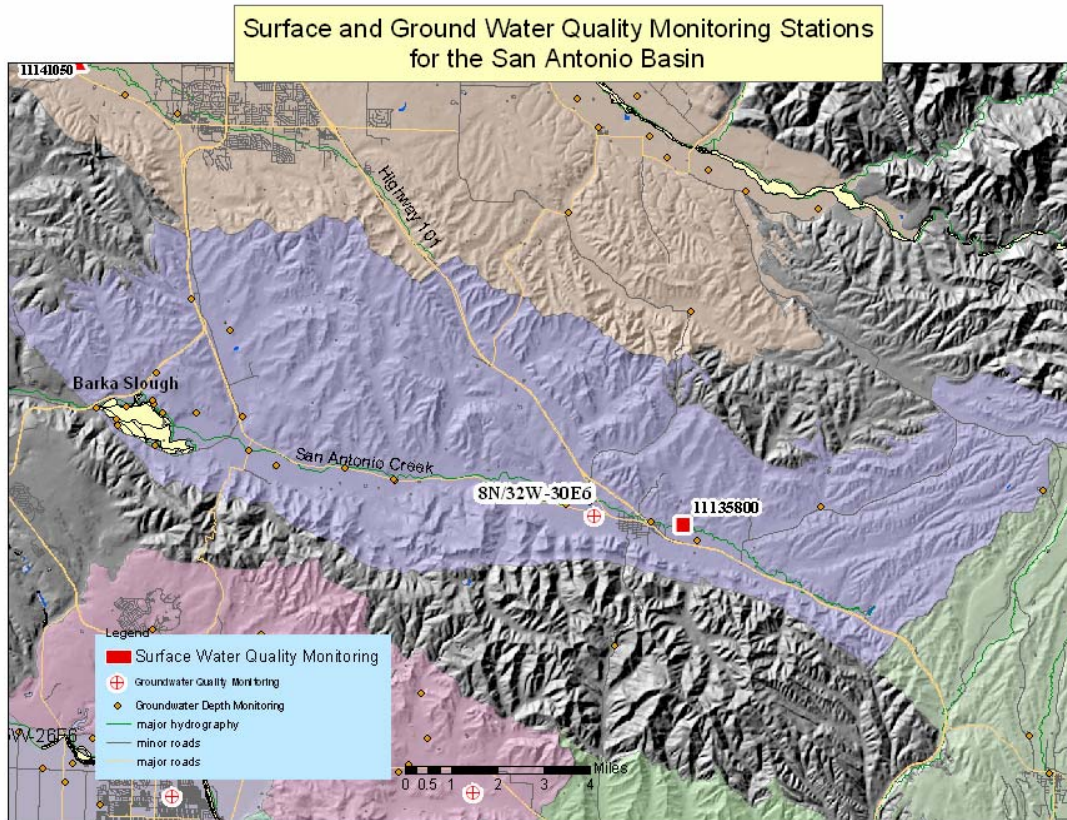 Surface and Ground Water Quality Monitoring Stations
for the San Antonio Basin
11141050
Highway 101
Barka Slough
San Antonio Creek
8N/32W-30E6
11135800
Legend
Surface Water Quality Monitoring
Groundwater Quality Monitoring
Groundwater Depth Monitoring
major hydrography
minor roads
major roads
Miles
0 0.5 1 2 3 4